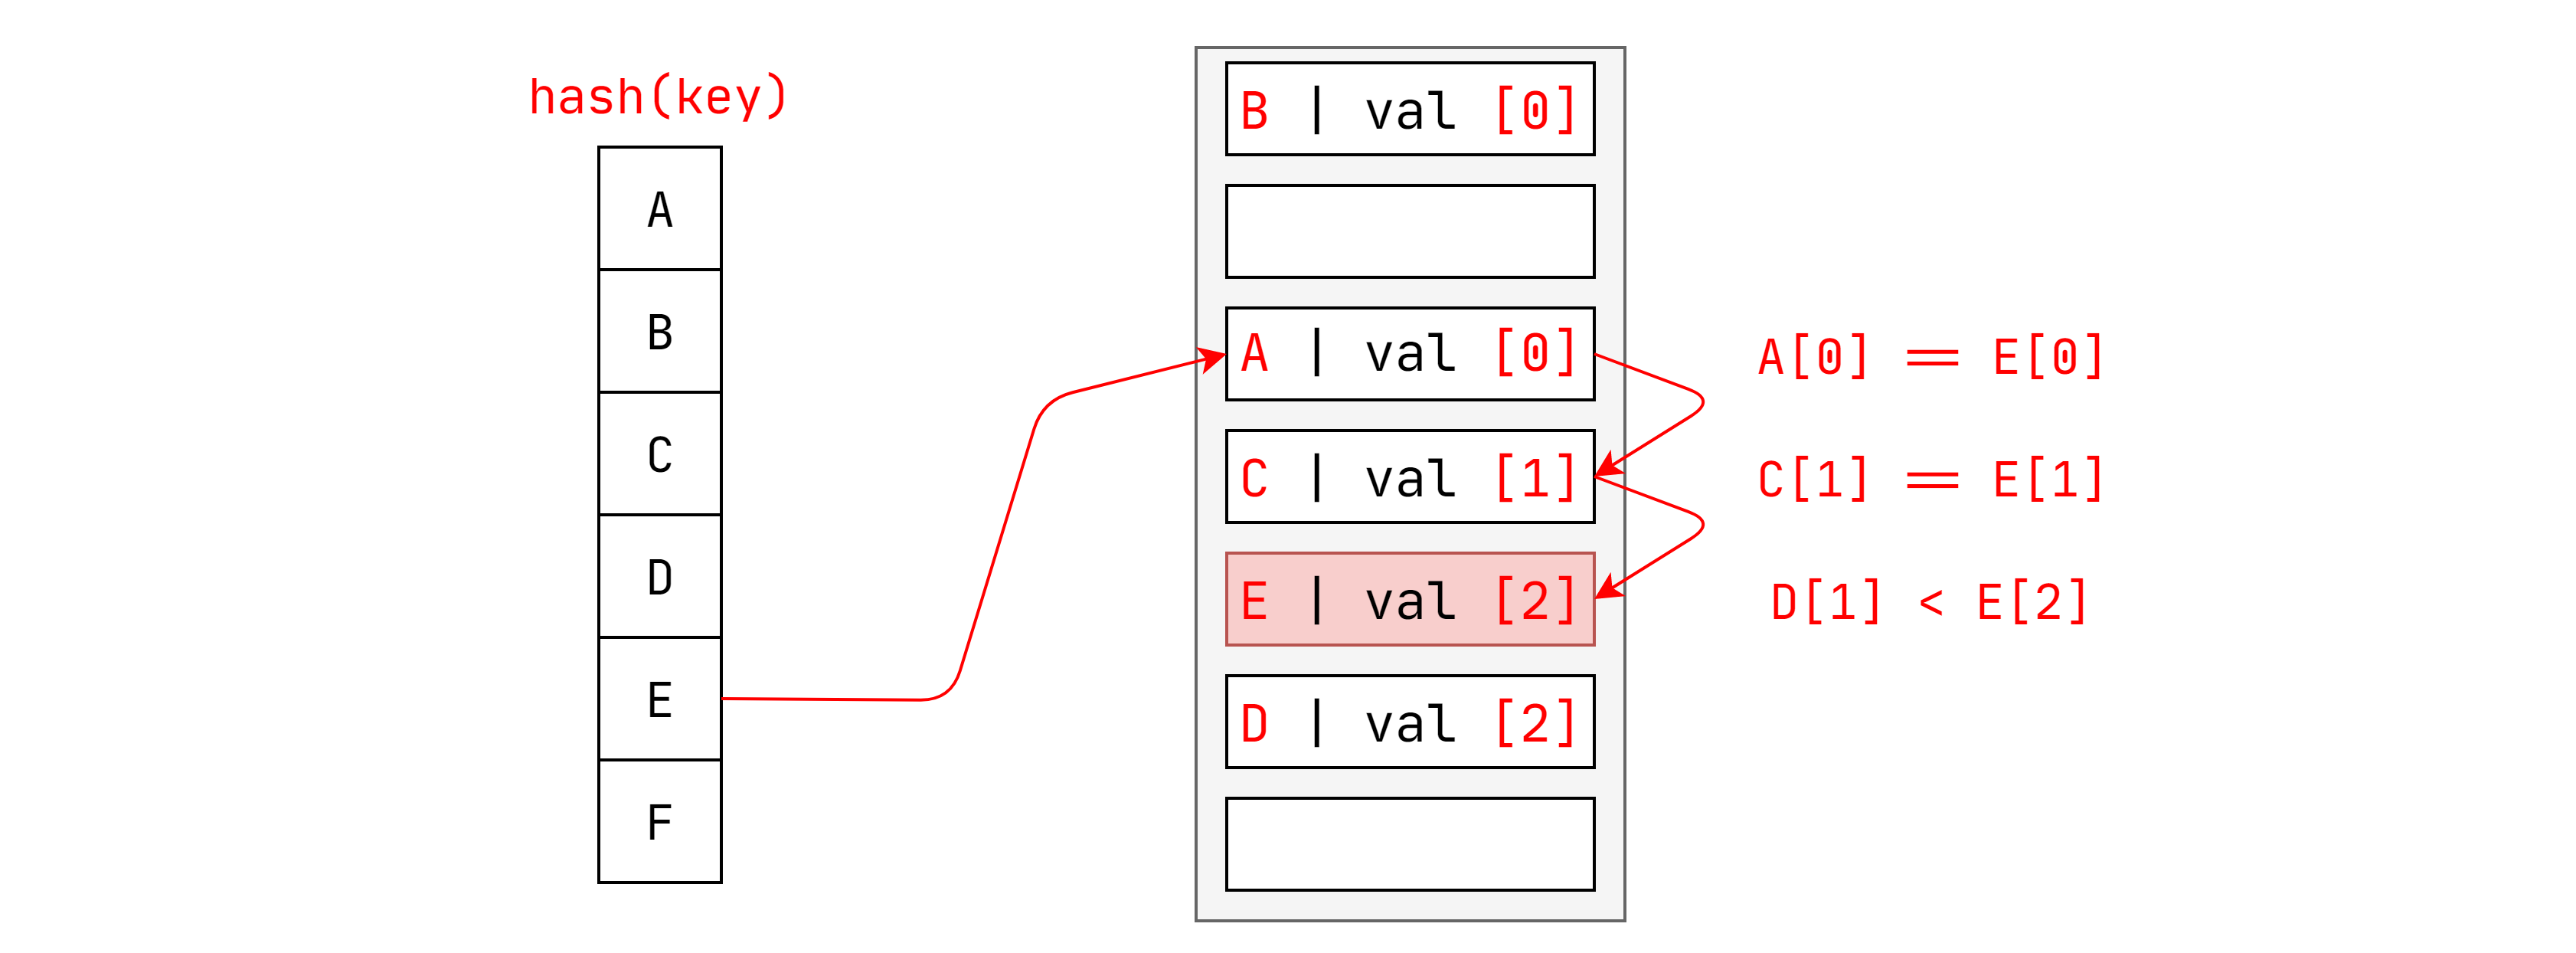 hash(key)
A
B
C
D
E
F
B | val [0]
A | val [0]
C | val [1]
E | val [2]
D | val [2]
A[0] == E[0]
C[1] == E[1]
D[1] < E[2]